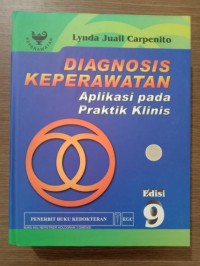 Lynda Juall Carpenito
DIAGNOSIS
KEPERAWATAN
Aplikasi pada
Praktik Klinis
Edisi
9
PENERBIT BUKU KEDOKTERAN EGC